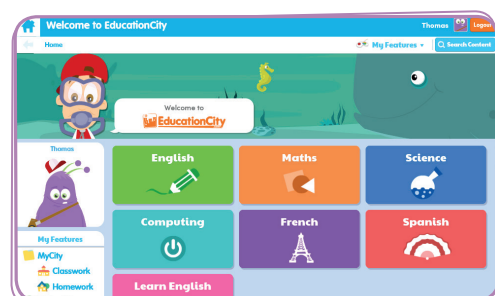 Welcome to EducationCity
Thomas
Logout
Home
My Features
Search Content
Welcome to
EducationCity
Thomas
English
Maths
Science
Computing
French
Spanish
My Features
MyCity
Classwork
Homework
Learn English